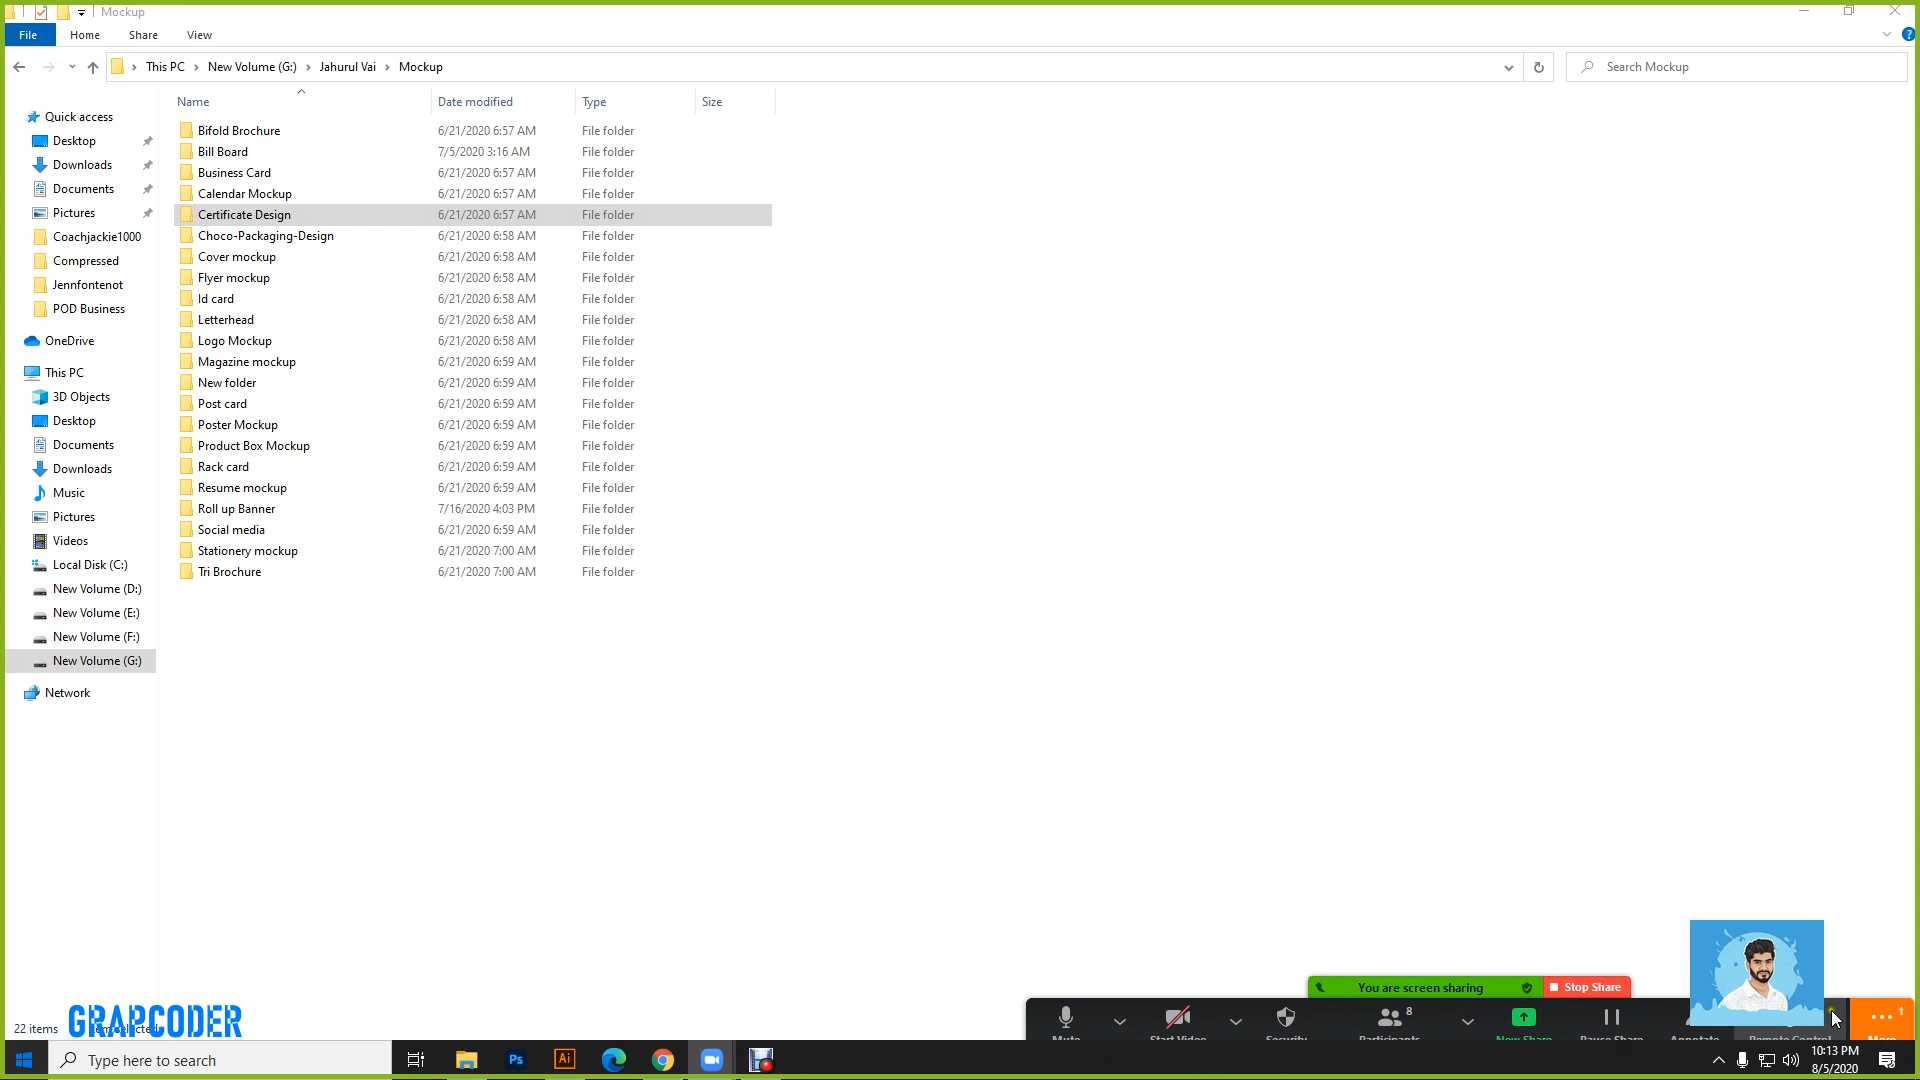 Mockup
File Home Share View
This PC New Volume (G:) Jahurul Vai Mockup
Search Mockup
Name Date modified Type Size
Quick access
Desktop
Downloads
Documents
Pictures
Coachjackie1000
Compressed
Jennfontenot
POD Business
OneDrive
This PC
3D Objects
Desktop
Documents
Downloads
Music
Pictures
Videos
Local Disk (C:)
New Volume (D:)
New Volume (E:)
New Volume (F:)
New Volume (G:)
Network
Bifold Brochure 6/21/2020 6:57 AM File folder
Bill Board 7/5/2020 3:16 AM File folder
Business Card 6/21/2020 6:57 AM File folder
Calendar Mockup 6/21/2020 6:57 AM File folder
Certificate Design 6/21/2020 6:57 AM File folder
Choco-Packaging-Design 6/21/2020 6:58 AM File folder
Cover mockup 6/21/2020 6:58 AM File folder
Flyer mockup 6/21/2020 6:58 AM File folder
Id card 6/21/2020 6:58 AM File folder
Letterhead 6/21/2020 6:58 AM File folder
Logo Mockup 6/21/2020 6:58 AM File folder
Magazine mockup 6/21/2020 6:59 AM File folder
New folder 6/21/2020 6:59 AM File folder
Post card 6/21/2020 6:59 AM File folder
Poster Mockup 6/21/2020 6:59 AM File folder
Product Box Mockup 6/21/2020 6:59 AM File folder
Rack card 6/21/2020 6:59 AM File folder
Resume mockup 6/21/2020 6:59 AM File folder
Roll up Banner 7/16/2020 4:03 PM File folder
Social media 6/21/2020 6:59 AM File folder
Stationery mockup 6/21/2020 7:00 AM File folder
Tri Brochure 6/21/2020 7:00 AM File folder
You are screen sharing Stop Share
8
1
Mute Start Video Security Participants New Share Pause Share Annotate Remote Control More
22 items
GRAPCODER
Type here to search
Ps Ai
10:13 PM
8/5/2020